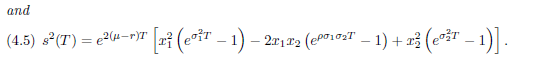 and
(4.5) s²(T) = e^{2(μ−r)T} [x₁² (e^{σ₁²T} − 1) − 2x₁x₂ (e^{ρσ₁σ₂T} − 1) + x₂² (e^{σ₂²T} − 1)].